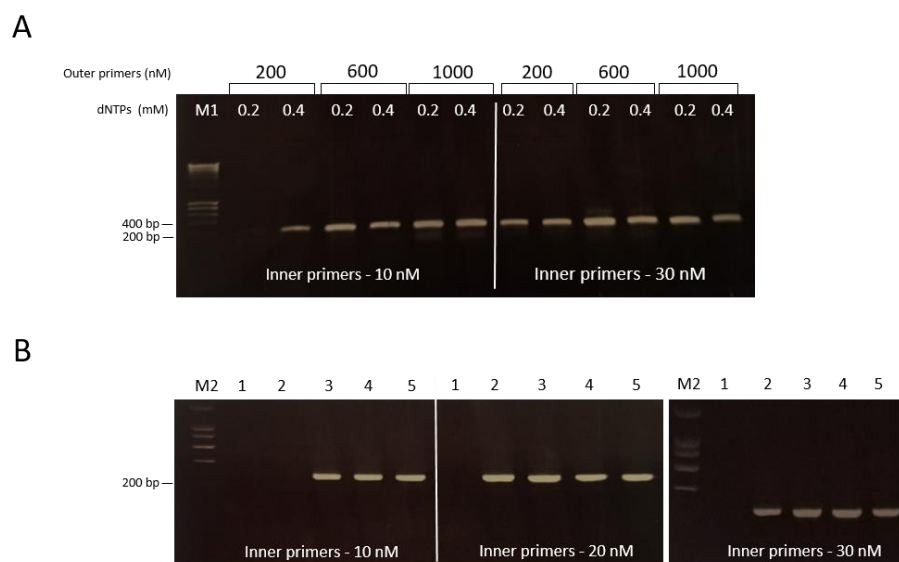 A
Outer primers (nM) 200 600 1000 200 600 1000
dNTPs (mM) M1 0.2 0.4 0.2 0.4 0.2 0.4 0.2 0.4 0.2 0.4 0.2 0.4
400 bp
200 bp
Inner primers - 10 nM Inner primers - 30 nM
B
M2 1 2 3 4 5 1 2 3 4 5 M2 1 2 3 4 5
200 bp
Inner primers - 10 nM Inner primers - 20 nM Inner primers - 30 nM